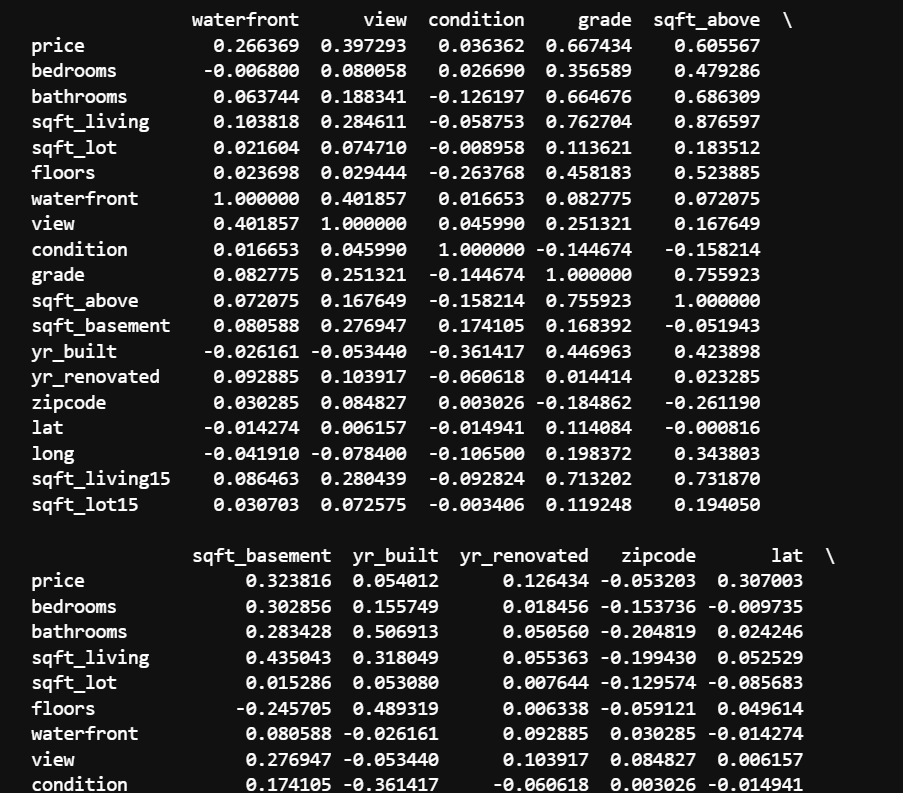 waterfront view condition grade sqft_above \
price 0.266369 0.397293 0.036362 0.667434 0.605567
bedrooms -0.006800 0.080058 0.026690 0.356589 0.479286
bathrooms 0.063744 0.188341 -0.126197 0.664676 0.686309
sqft_living 0.103818 0.284611 -0.058753 0.762704 0.876597
sqft_lot 0.021604 0.074710 -0.008958 0.113621 0.183512
floors 0.023698 0.029444 -0.263768 0.458183 0.523885
waterfront 1.000000 0.401857 0.016653 0.082775 0.072075
view 0.401857 1.000000 0.045990 0.251321 0.167649
condition 0.016653 0.045990 1.000000 -0.144674 -0.158214
grade 0.082775 0.251321 -0.144674 1.000000 0.755923
sqft_above 0.072075 0.167649 -0.158214 0.755923 1.000000
sqft_basement 0.080588 0.276947 0.174105 0.168392 -0.051943
yr_built -0.026161 -0.053440 -0.361417 0.446963 0.423898
yr_renovated 0.092885 0.103917 -0.060618 0.014414 0.023285
zipcode 0.030285 0.084827 0.003026 -0.184862 -0.261190
lat -0.014274 0.006157 -0.014941 0.114084 -0.000816
long -0.041910 -0.078400 -0.106500 0.198372 0.343803
sqft_living15 0.086463 0.280439 -0.092824 0.713202 0.731870
sqft_lot15 0.030703 0.072575 -0.003406 0.119248 0.194050
sqft_basement yr_built yr_renovated zipcode lat \
price 0.323816 0.054012 0.126434 -0.053203 0.307003
bedrooms 0.302856 0.155749 0.018456 -0.153736 -0.009735
bathrooms 0.283428 0.506913 0.050560 -0.204819 0.024246
sqft_living 0.435043 0.318049 0.055363 -0.199430 0.052529
sqft_lot 0.015286 0.053080 0.007644 -0.129574 -0.085683
floors -0.245705 0.489319 0.006338 -0.059121 0.049614
waterfront 0.080588 -0.026161 0.092885 0.030285 -0.014274
view 0.276947 -0.053440 0.103917 0.084827 0.006157
condition 0.174105 -0.361417 -0.060618 0.003026 -0.014941